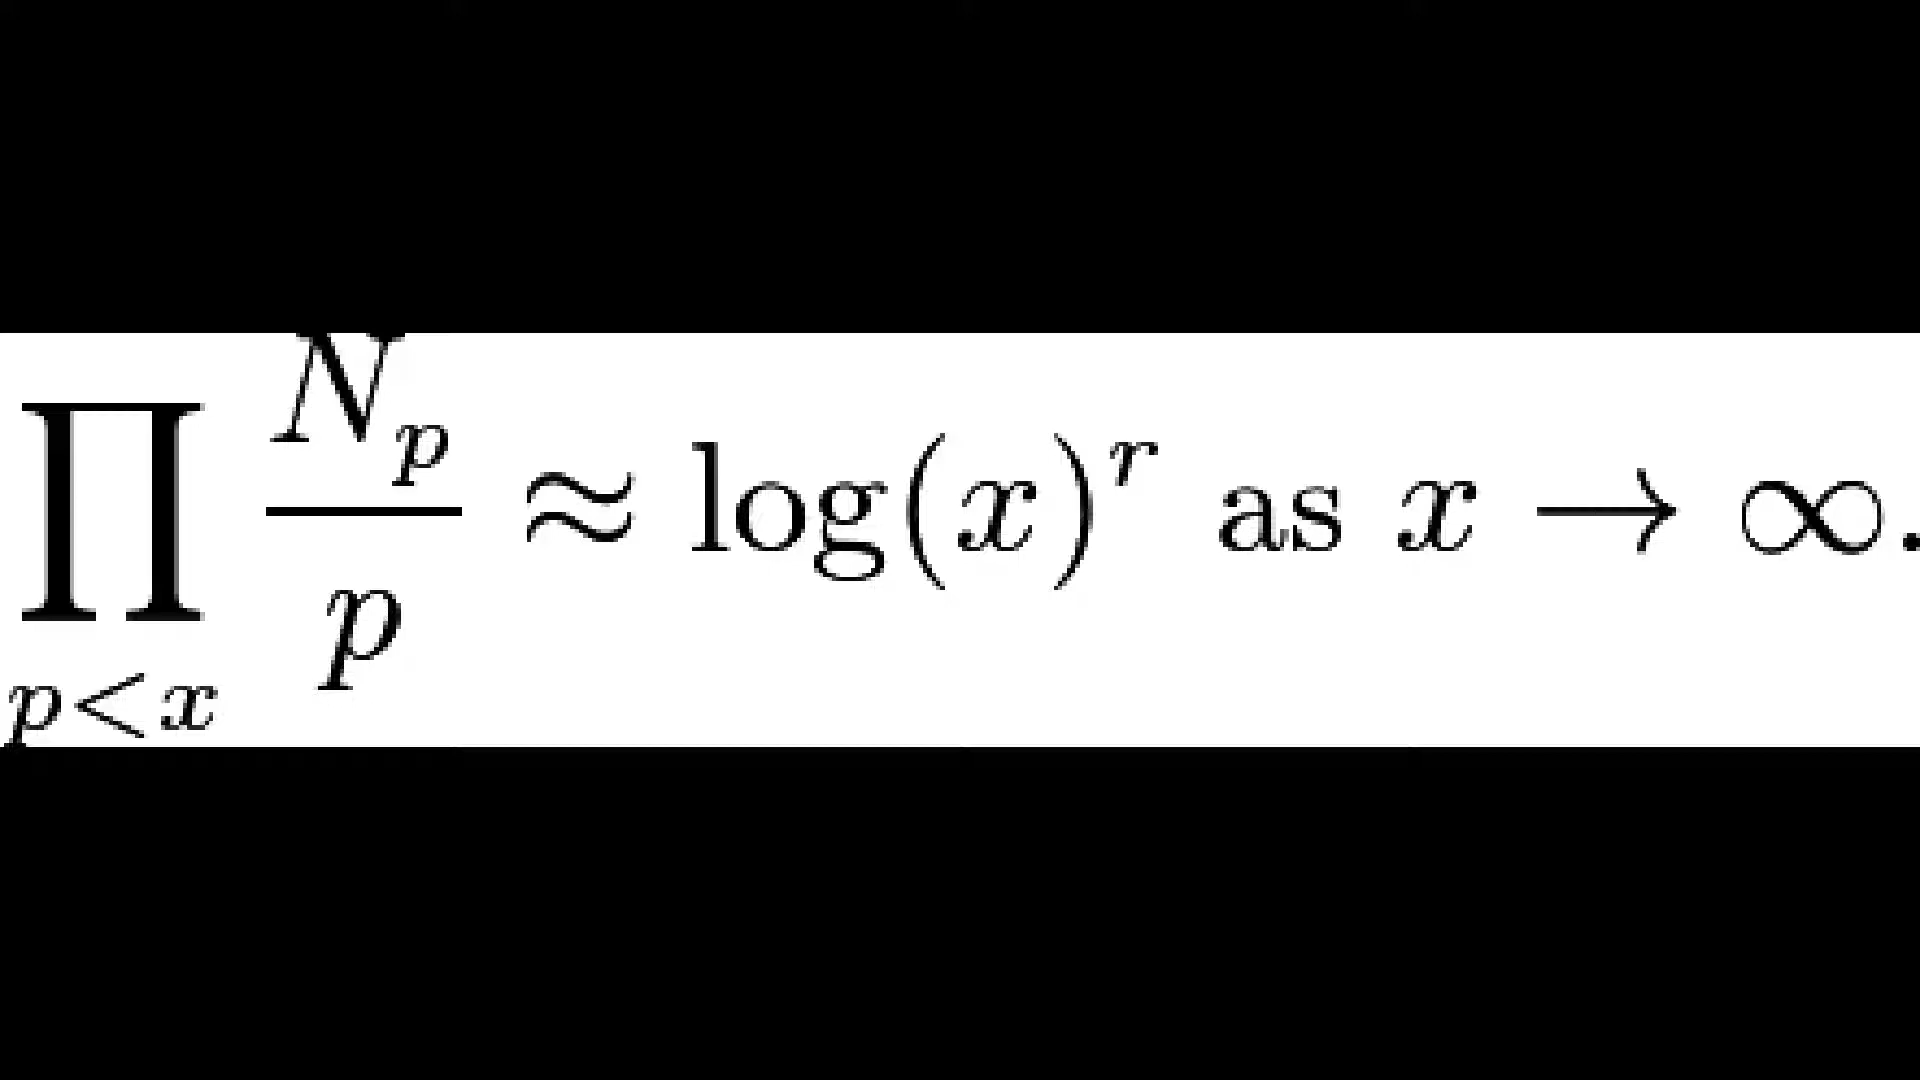 ∏_{p<x} N_p/p ≈ log(x)^r as x → ∞.